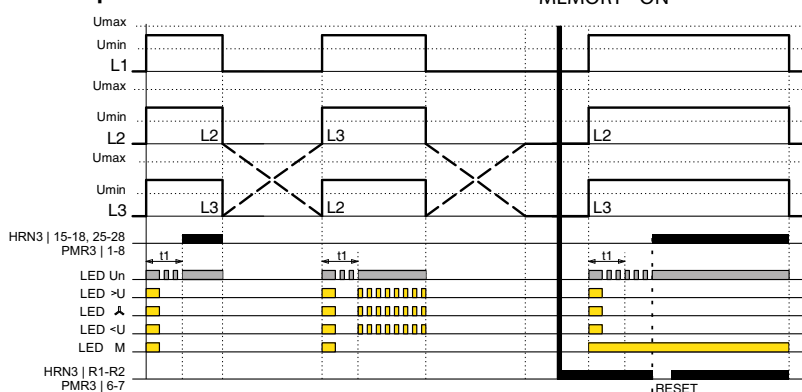 MEMORY - ON
Umax
Umin
L1
Umax
Umin
L2
L2
L3
L2
Umax
Umin
L3
L3
L2
L3
HRN3 | 15-18, 25-28
PMR3 | 1-8
t1
t1
t1
LED Un
LED >U
LED
LED <U
LED M
HRN3 | R1-R2
PMR3 | 6-7
RESET